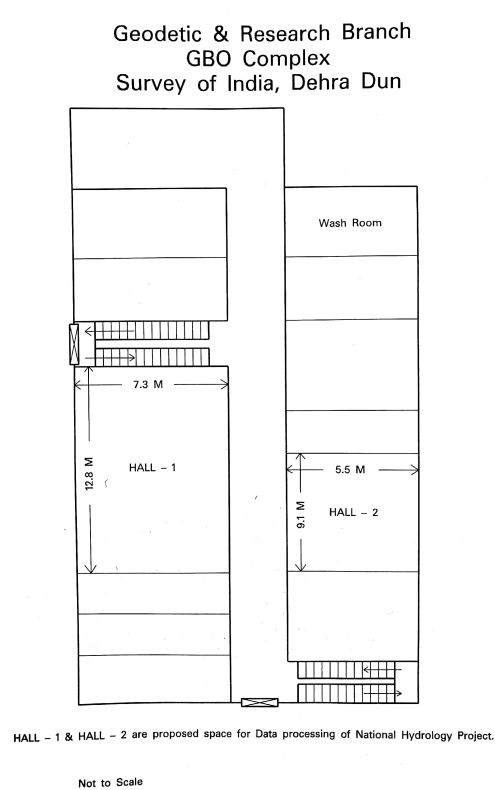 Geodetic & Research Branch
GBO Complex
Survey of India, Dehra Dun
Wash Room
7.3 M
12.8 M
HALL – 1
5.5 M
9.1 M
HALL – 2
HALL – 1 & HALL – 2 are proposed space for Data processing of National Hydrology Project.
Not to Scale